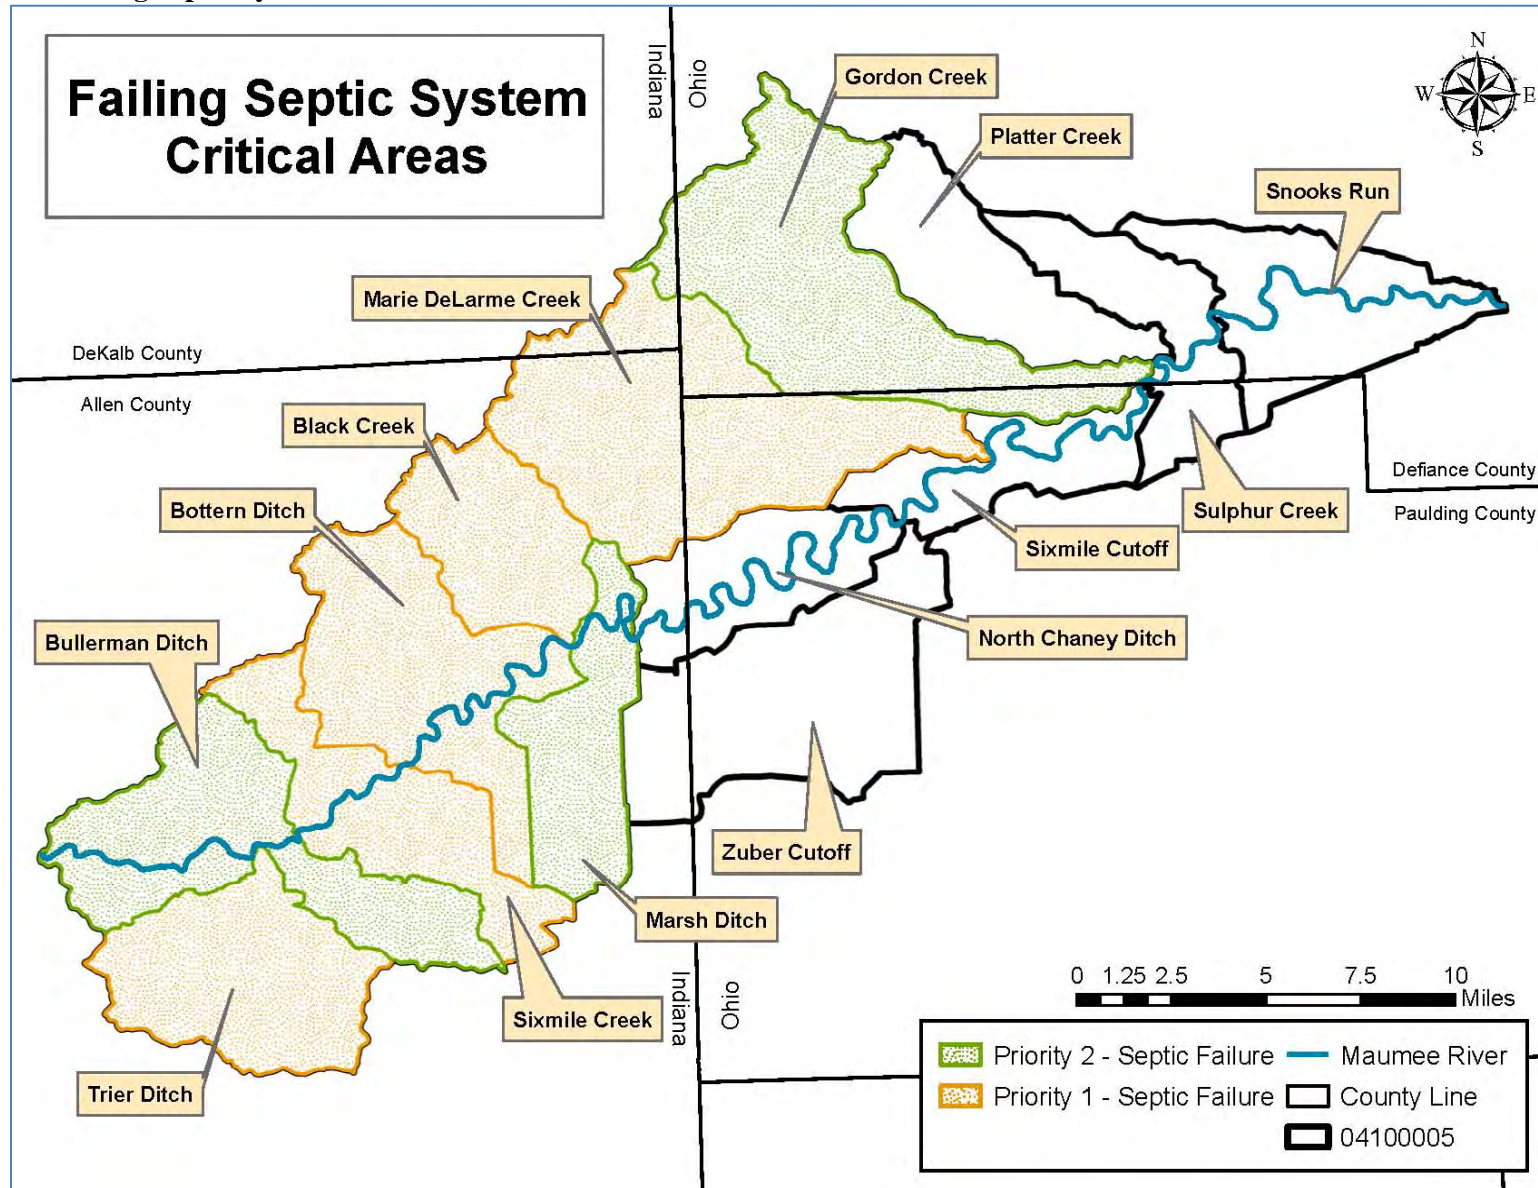 Failing Septic System
Critical Areas
Indiana
Ohio
N
W
E
S
Gordon Creek
Platter Creek
Snooks Run
Marie DeLarme Creek
DeKalb County
Allen County
Black Creek
Bottern Ditch
Defiance County
Paulding County
Sulphur Creek
Sixmile Cutoff
Bullerman Ditch
North Chaney Ditch
Zuber Cutoff
Marsh Ditch
Indiana
Ohio
Sixmile Creek
Trier Ditch
0 1.25 2.5 5 7.5 10
Miles
Priority 2 - Septic Failure
Maumee River
Priority 1 - Septic Failure
County Line
04100005